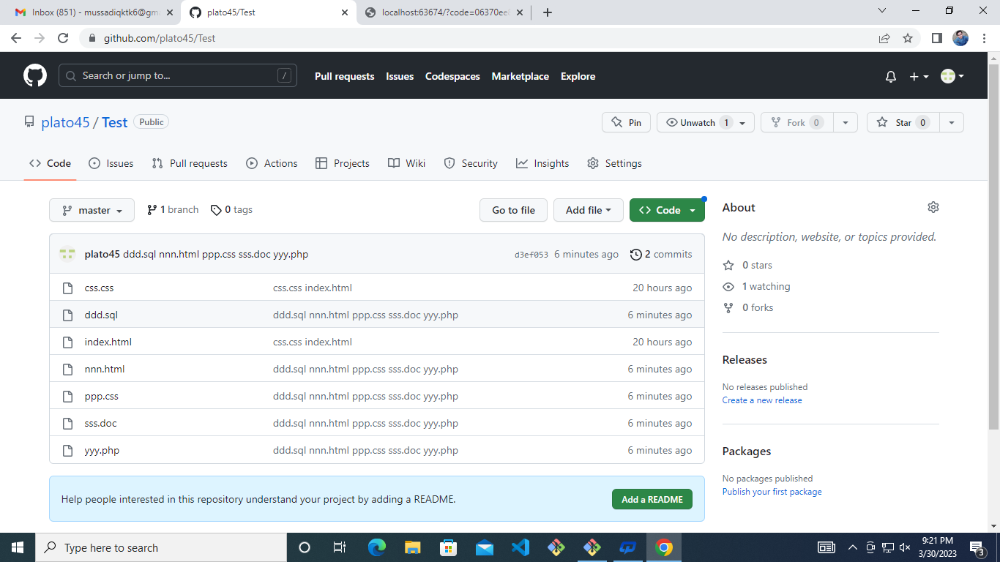 Inbox (851) - mussadiqktk6@gm
plato45/Test
localhost:63674/?code=06370ee
github.com/plato45/Test
Search or jump to... / Pull requests Issues Codespaces Marketplace Explore
plato45 / Test Public
Pin Unwatch 1 Fork 0 Star 0
Code Issues Pull requests Actions Projects Wiki Security Insights Settings
master 1 branch 0 tags Go to file Add file Code
plato45 ddd.sql nnn.html ppp.css sss.doc yyy.php d3ef053 6 minutes ago 2 commits
css.css css.css index.html 20 hours ago
ddd.sql ddd.sql nnn.html ppp.css sss.doc yyy.php 6 minutes ago
index.html css.css index.html 20 hours ago
nnn.html ddd.sql nnn.html ppp.css sss.doc yyy.php 6 minutes ago
ppp.css ddd.sql nnn.html ppp.css sss.doc yyy.php 6 minutes ago
sss.doc ddd.sql nnn.html ppp.css sss.doc yyy.php 6 minutes ago
yyy.php ddd.sql nnn.html ppp.css sss.doc yyy.php 6 minutes ago
Help people interested in this repository understand your project by adding a README. Add a README
About
No description, website, or topics provided.
0 stars
1 watching
0 forks
Releases
No releases published
Create a new release
Packages
No packages published
Publish your first package
Type here to search
9:21 PM
3/30/2023
3